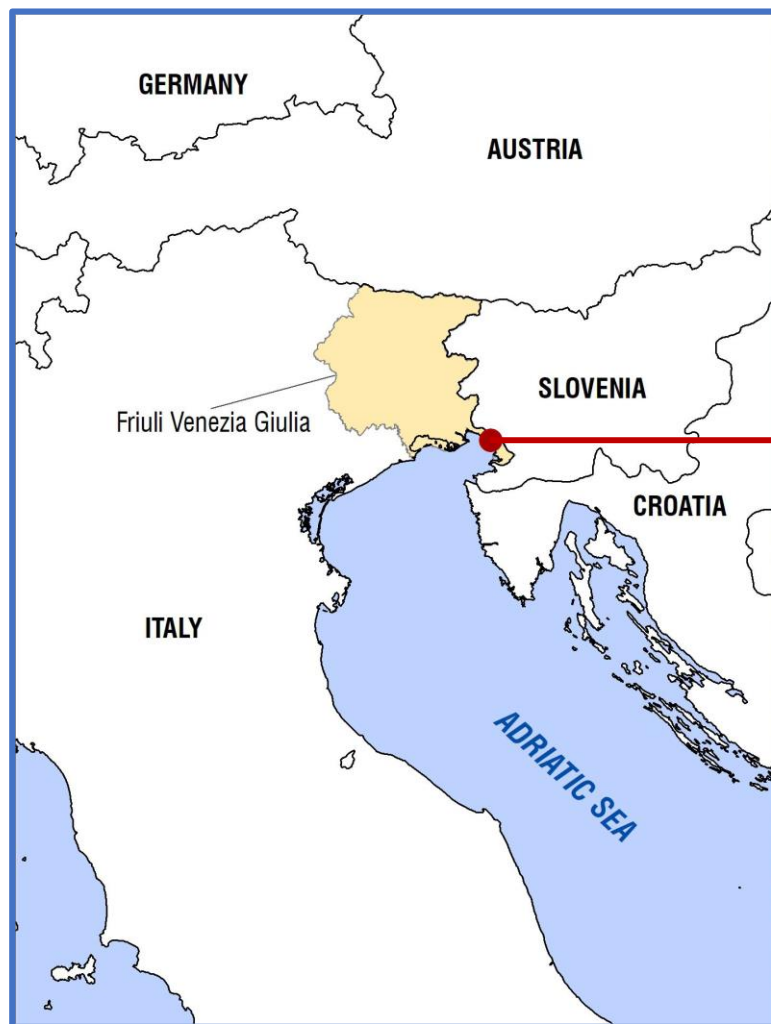 GERMANY
AUSTRIA
SLOVENIA
Friuli Venezia Giulia
CROATIA
ITALY
ADRIATIC SEA